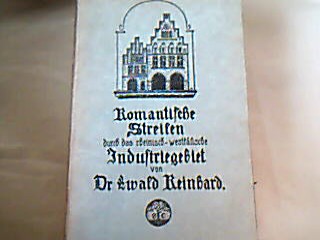 Romantische
Streifen
durch das rheinisch-westfälische
Industriegebiet
von
Dr Ewald Reinhard.